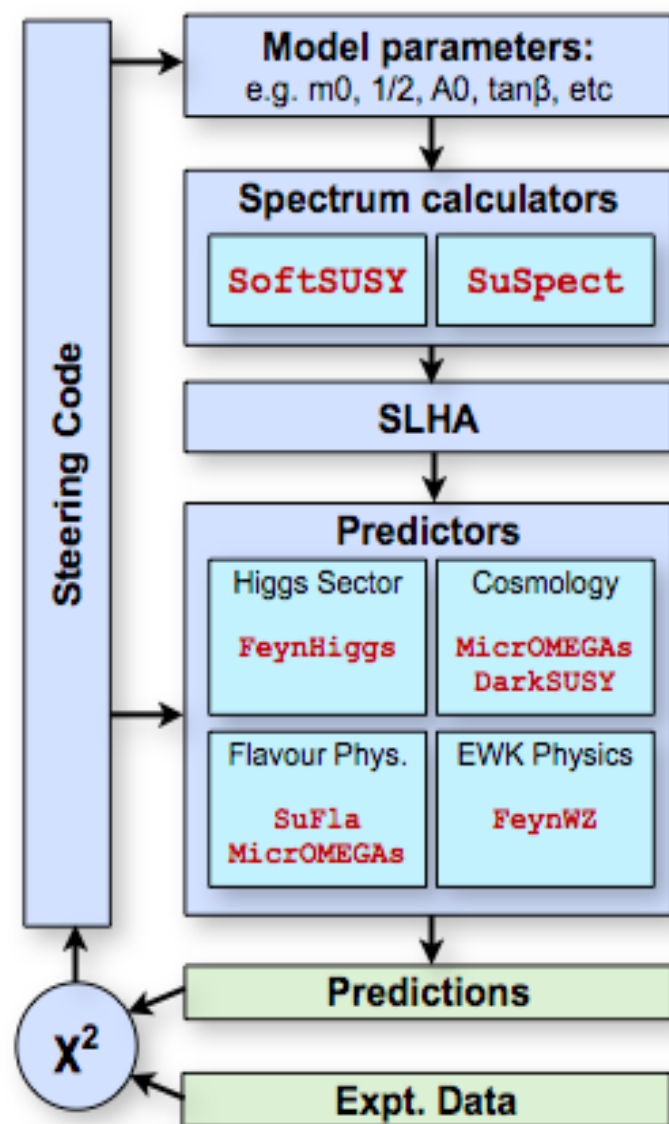 Steering Code
Model parameters:
e.g. m0, 1/2, A0, tanβ, etc
Spectrum calculators
SoftSUSY
SuSpect
SLHA
Predictors
Higgs Sector
FeynHiggs
Cosmology
MicrOMEGAs
DarkSUSY
Flavour Phys.
SuFla
MicrOMEGAs
EWK Physics
FeynWZ
Predictions
χ²
Expt. Data